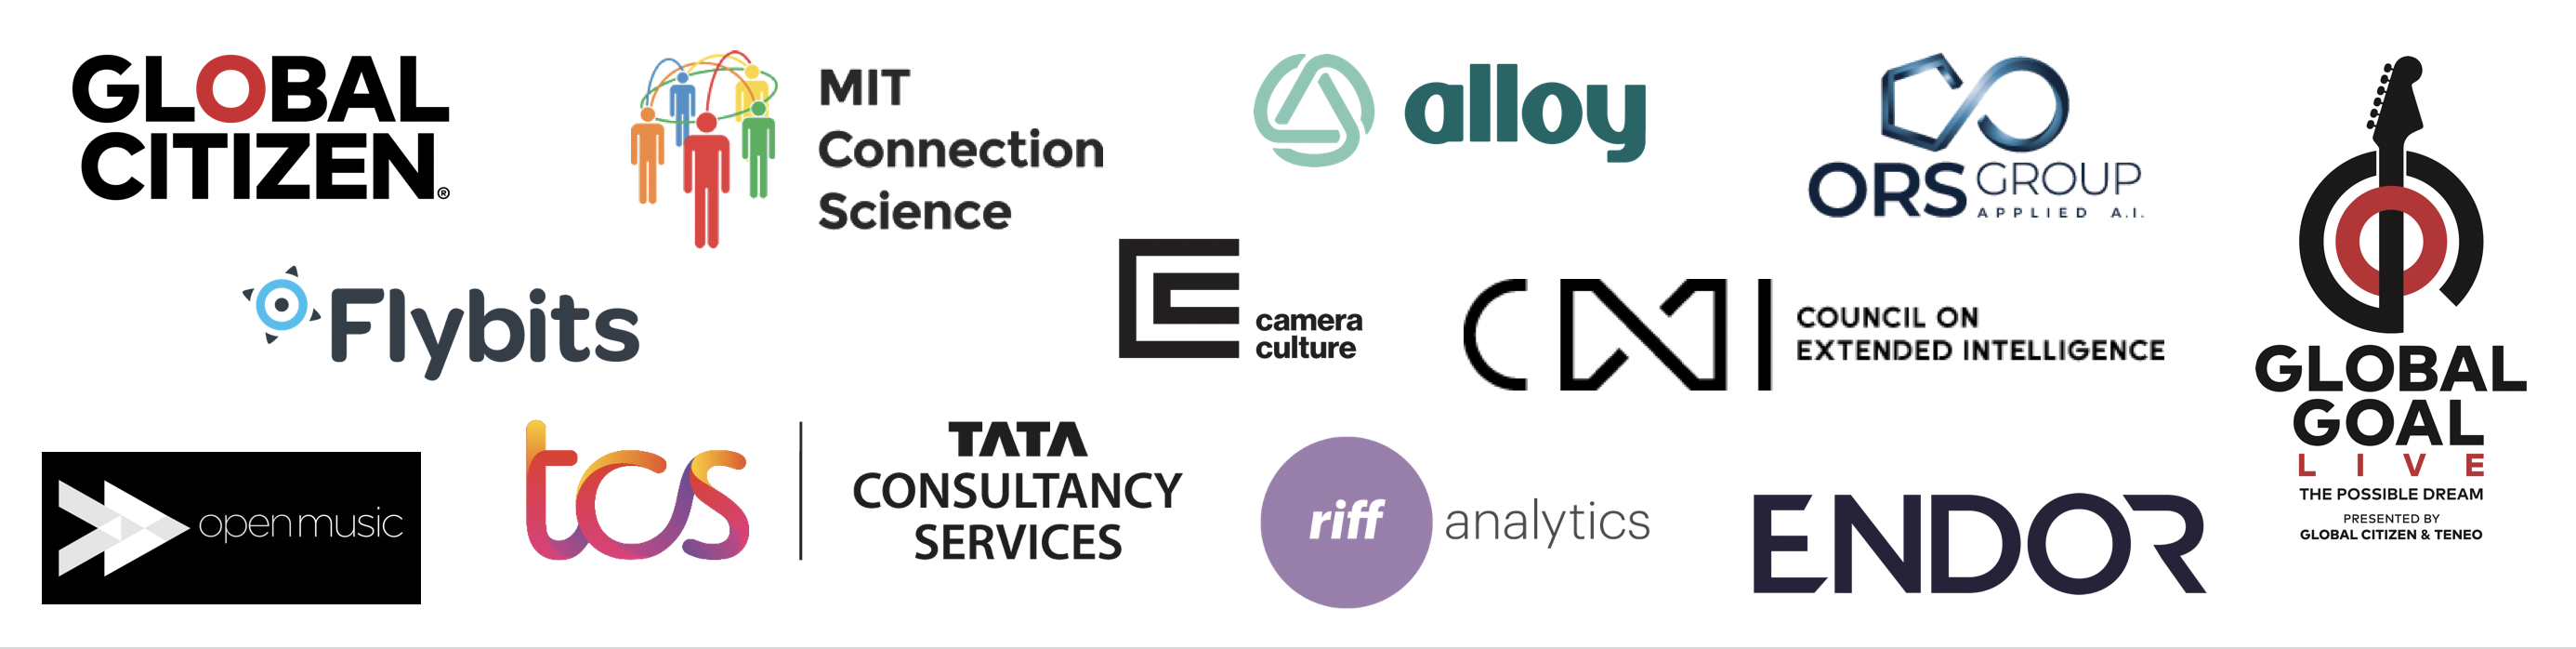 GLOBAL
CITIZEN®
MIT
Connection
Science
alloy
ORS GROUP
APPLIED A.I.
Flybits
camera
culture
COUNCIL ON
EXTENDED INTELLIGENCE
GLOBAL
GOAL
LIVE
THE POSSIBLE DREAM
PRESENTED BY
GLOBAL CITIZEN & TENEO
openmusic
tcs
TATA
CONSULTANCY
SERVICES
riff analytics
ENDOR